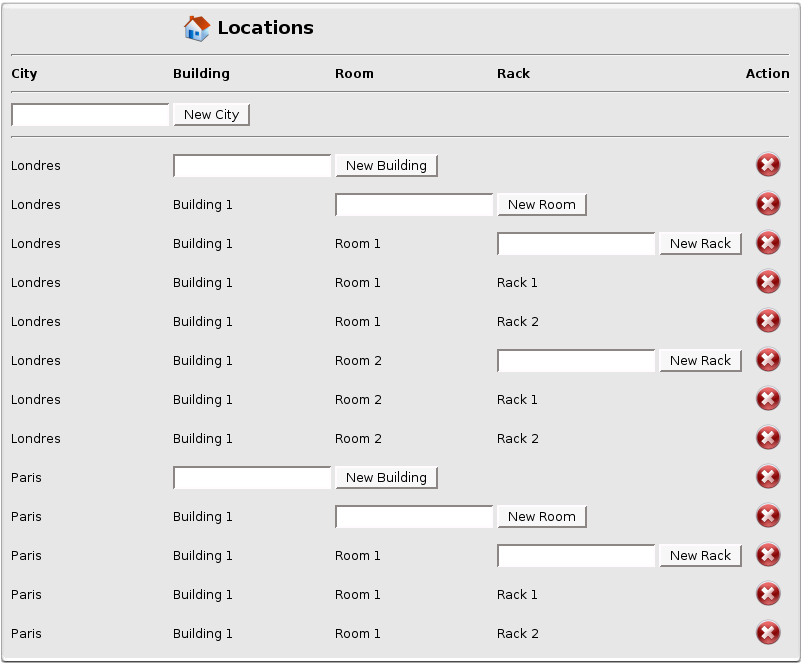 Locations
City Building Room Rack Action
New City
Londres New Building
Londres Building 1 New Room
Londres Building 1 Room 1 New Rack
Londres Building 1 Room 1 Rack 1
Londres Building 1 Room 1 Rack 2
Londres Building 1 Room 2 New Rack
Londres Building 1 Room 2 Rack 1
Londres Building 1 Room 2 Rack 2
Paris New Building
Paris Building 1 New Room
Paris Building 1 Room 1 New Rack
Paris Building 1 Room 1 Rack 1
Paris Building 1 Room 1 Rack 2